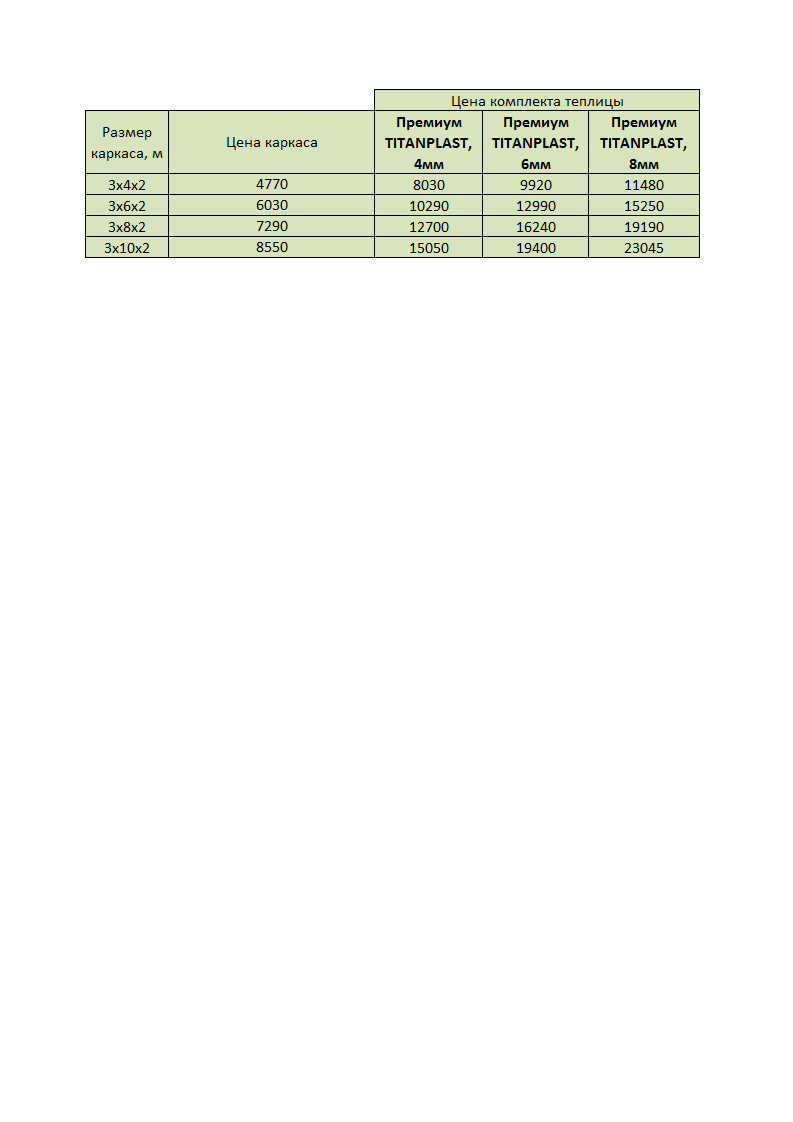 Цена комплекта теплицы
Размер каркаса, м Цена каркаса Премиум TITANPLAST, 4мм Премиум TITANPLAST, 6мм Премиум TITANPLAST, 8мм
3х4х2 4770 8030 9920 11480
3х6х2 6030 10290 12990 15250
3х8х2 7290 12700 16240 19190
3х10х2 8550 15050 19400 23045